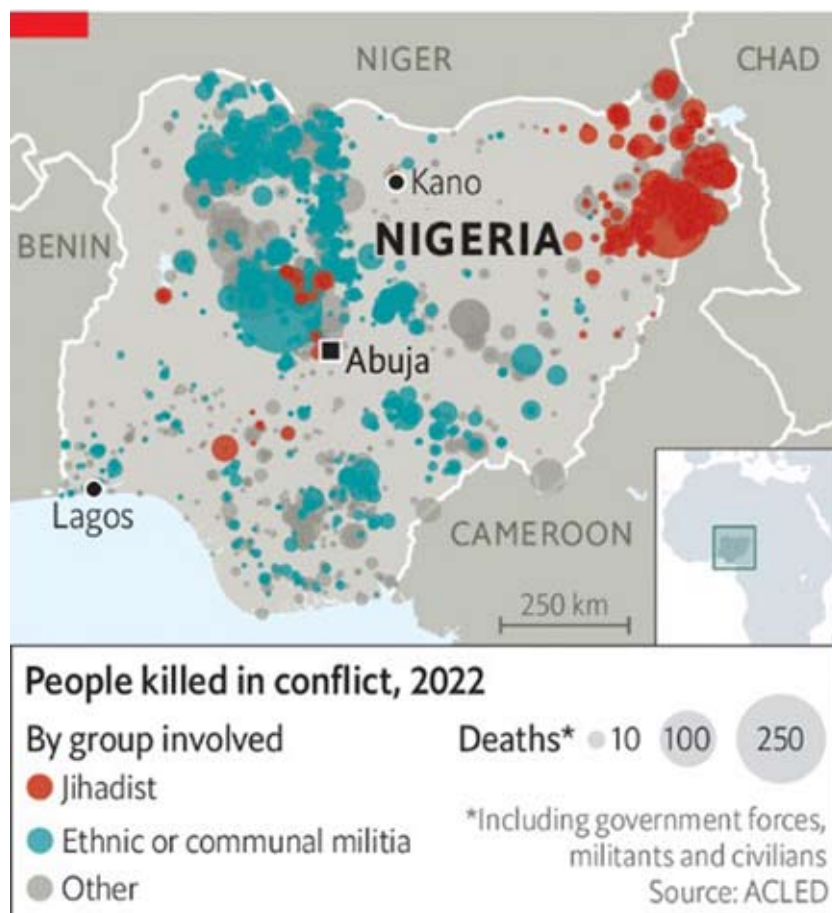 NIGER
CHAD
Kano
NIGERIA
BENIN
Abuja
Lagos
CAMEROON
250 km
People killed in conflict, 2022
By group involved
Jihadist
Ethnic or communal militia
Other
Deaths* 10 100 250
*Including government forces,
militants and civilians
Source: ACLED